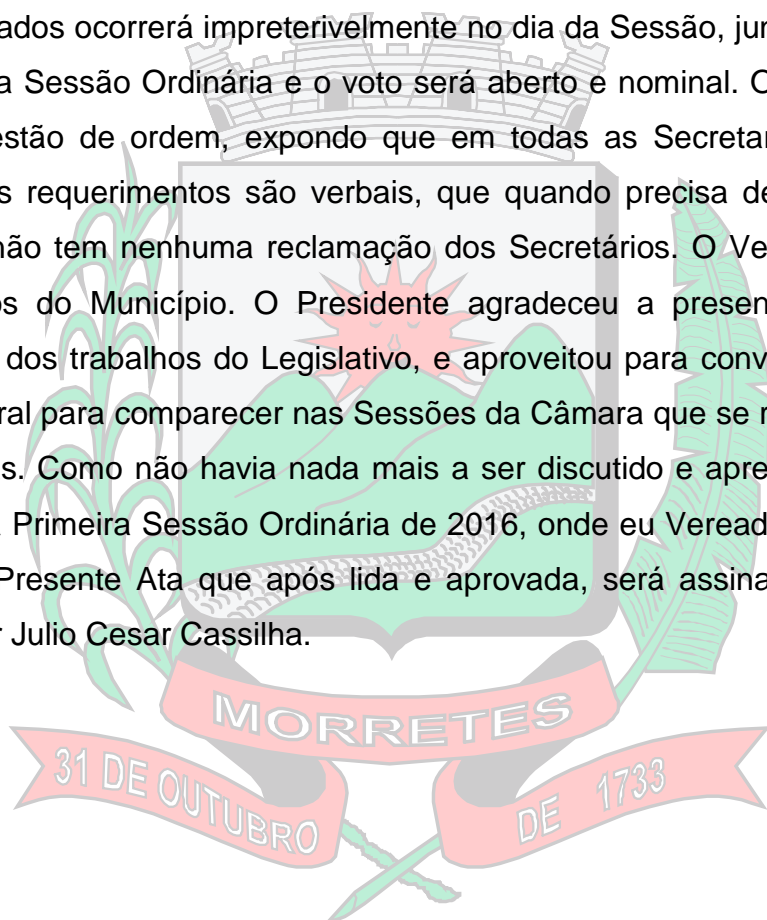 ados ocorrerá impreterivelmente no dia da Sessão, jun
a Sessão Ordinária e o voto será aberto e nominal. O
estão de ordem, expondo que em todas as Secretar
s requerimentos são verbais, que quando precisa de
não tem nenhuma reclamação dos Secretários. O Ve
os do Município. O Presidente agradeceu a presen
dos trabalhos do Legislativo, e aproveitou para conv
ral para comparecer nas Sessões da Câmara que se r
s. Como não havia nada mais a ser discutido e apre
a Primeira Sessão Ordinária de 2016, onde eu Veread
Presente Ata que após lida e aprovada, será assina
r Julio Cesar Cassilha.
MORRETES
31 DE OUTUBRO DE 1733